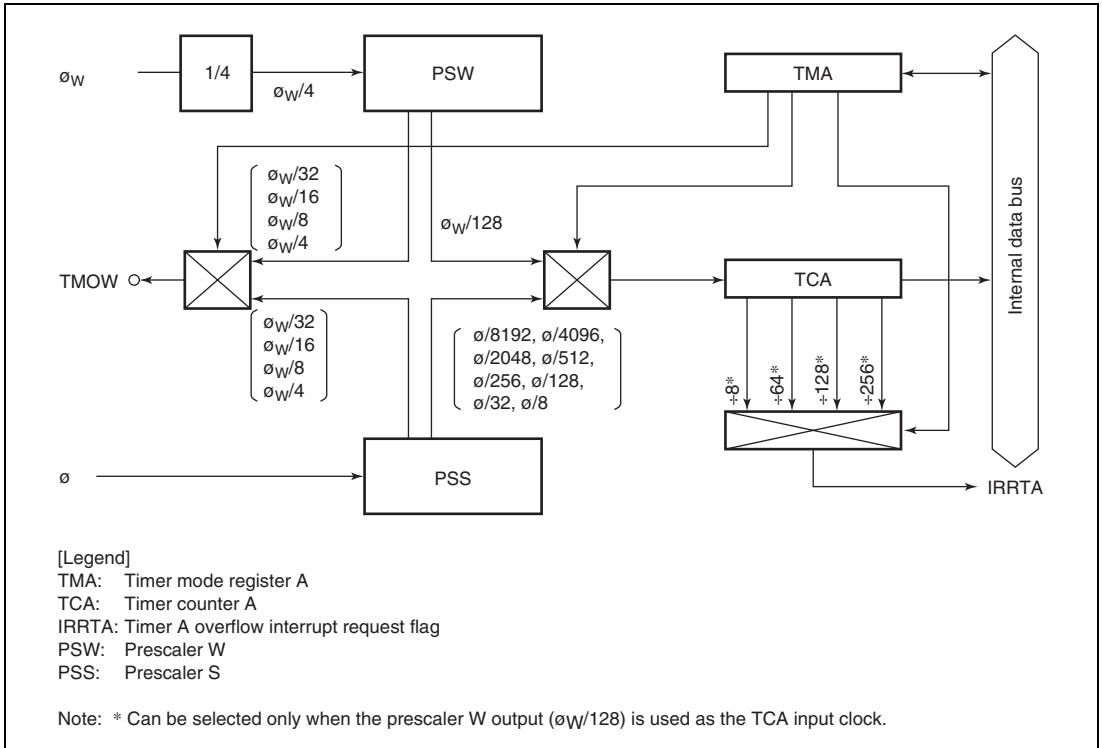 øW
1/4
øW/4
PSW
TMA
øW/32
øW/16
øW/8
øW/4
øW/128
TMOW
TCA
Internal data bus
øW/32
øW/16
øW/8
øW/4
ø/8192, ø/4096,
ø/2048, ø/512,
ø/256, ø/128,
ø/32, ø/8
÷8*
÷64*
÷128*
÷256*
ø
PSS
IRRTA
[Legend]
TMA: Timer mode register A
TCA: Timer counter A
IRRTA: Timer A overflow interrupt request flag
PSW: Prescaler W
PSS: Prescaler S
Note: * Can be selected only when the prescaler W output (øW/128) is used as the TCA input clock.